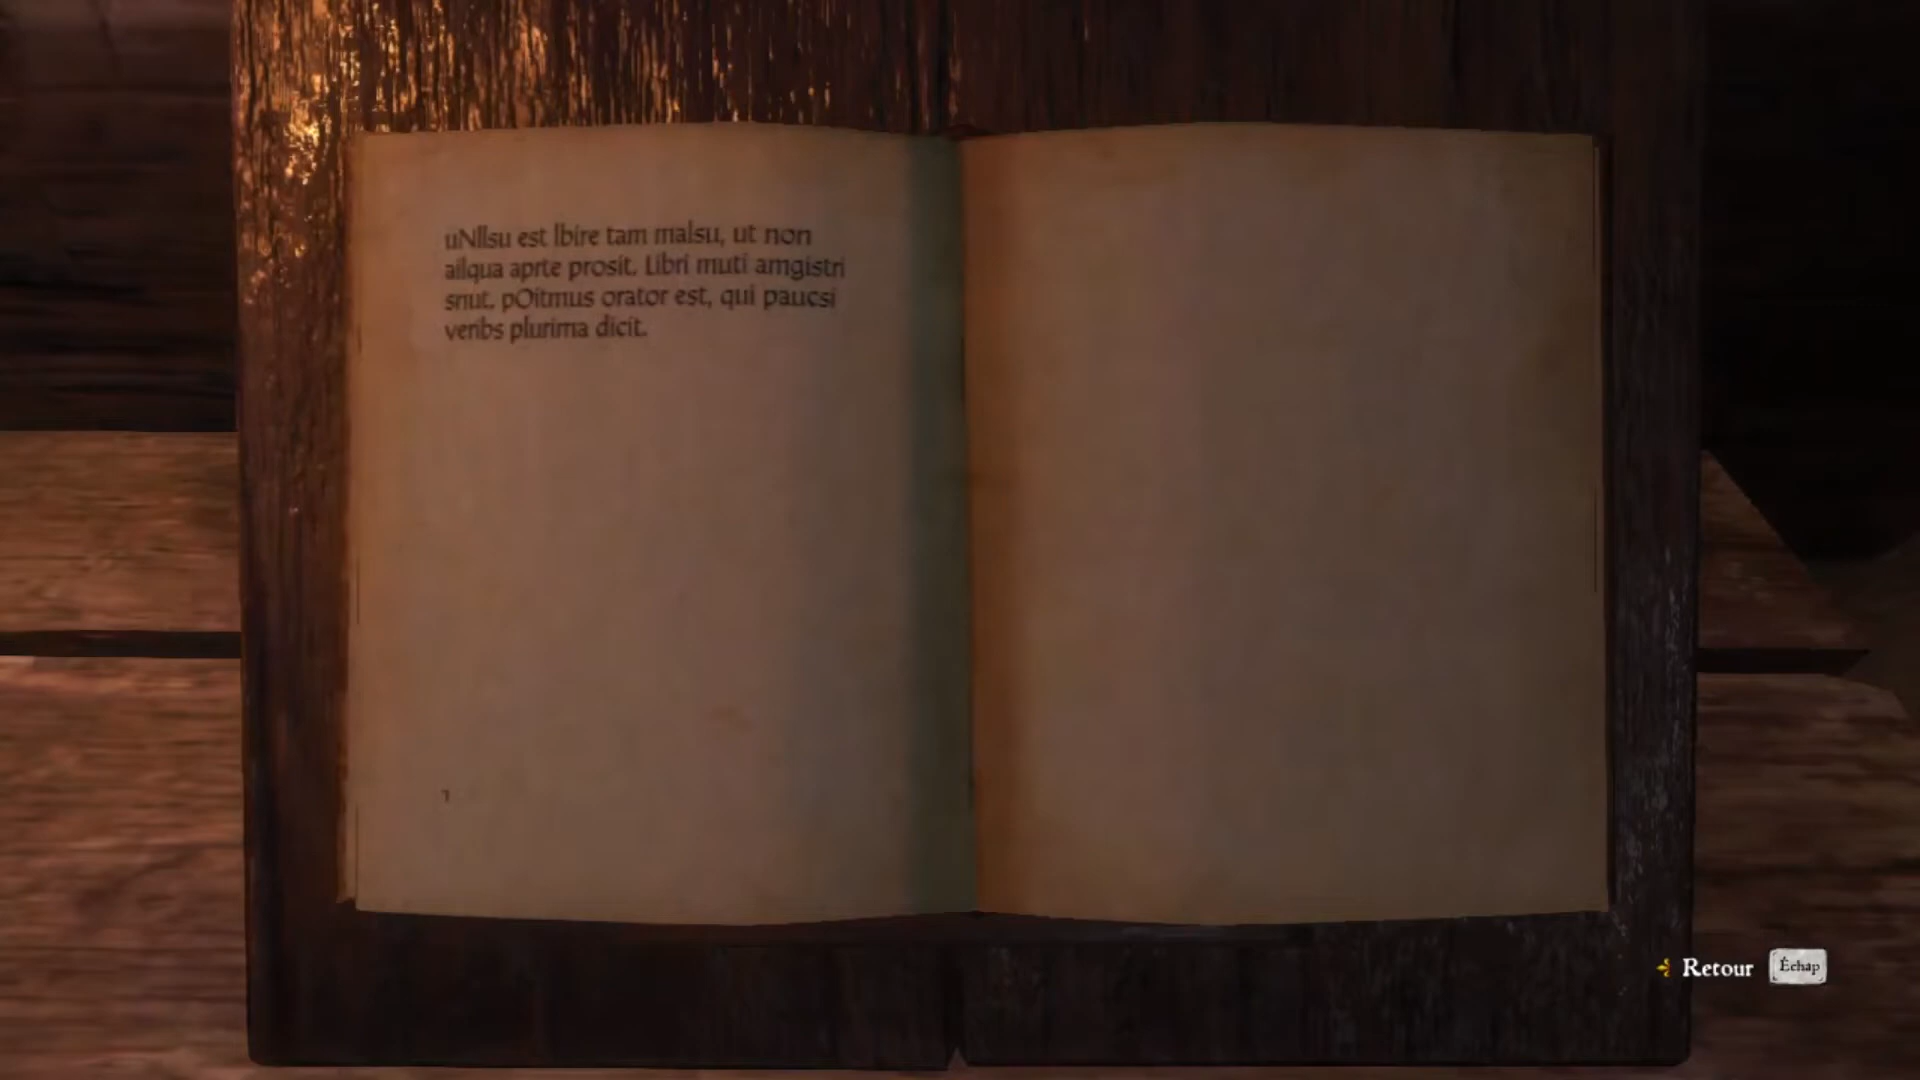 uNllsu est lbire tam malsu, ut non
ailqua aprte prosit. Libri muti amgistri
snut. pOitmus orator est, qui paucsi
veribs plurima dicit.
1
Retour Échap